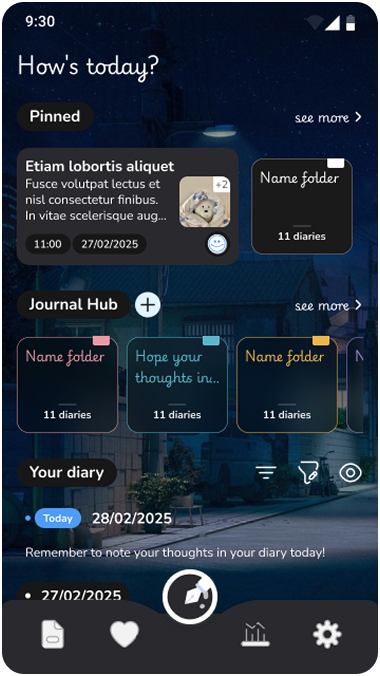 9:30
How's today?
Pinned
see more
Etiam lobortis aliquet
Fusce volutpat lectus et
nisl consectetur finibus.
In vitae scelerisque aug...
+2
11:00
27/02/2025
Name folder
11 diaries
Journal Hub
see more
Name folder
11 diaries
Hope your
thoughts in...
11 diaries
Name folder
11 diaries
N
Your diary
Today
28/02/2025
Remember to note your thoughts in your diary today!
27/02/2025